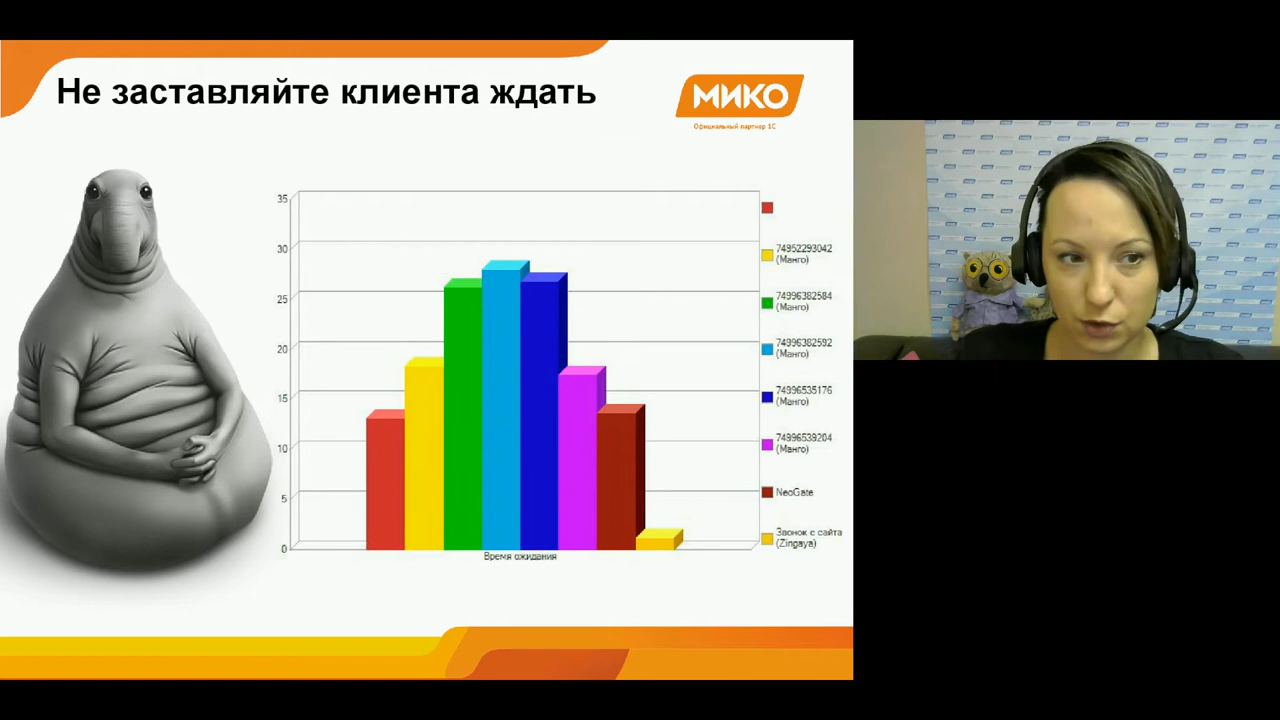 Не заставляйте клиента ждать
МИКО
Официальный партнер 1С
35
30
25
20
15
10
5
0
Время ожидания
74952293042
(Манго)
74996382584
(Манго)
74996382592
(Манго)
74996535176
(Манго)
74996539204
(Манго)
NeoGate
Звонок с сайта
(Zingaya)